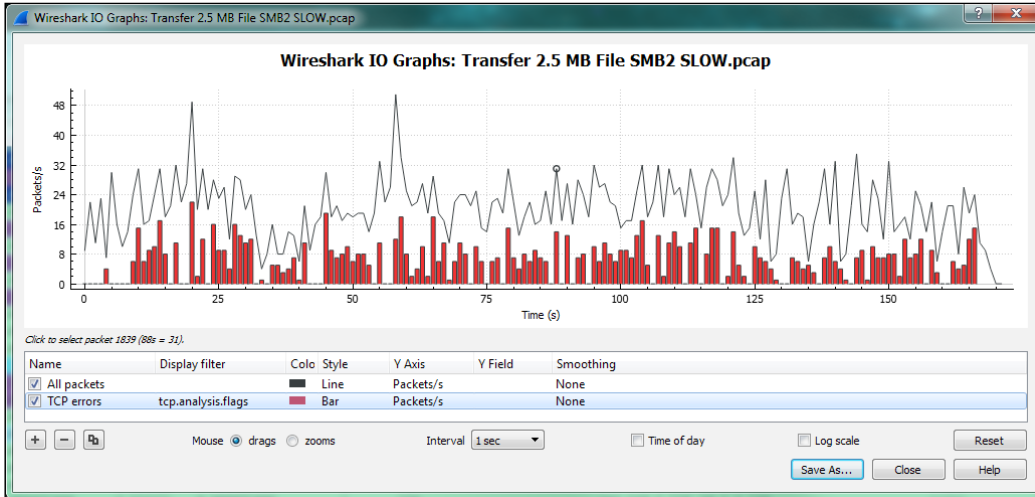 Wireshark IO Graphs: Transfer 2.5 MB File SMB2 SLOW.pcap
Wireshark IO Graphs: Transfer 2.5 MB File SMB2 SLOW.pcap
48
40
32
24
16
8
0
Packets/s
0 25 50 75 100 125 150
Time (s)
Click to select packet 1839 (88s = 31).
Name Display filter Colo Style Y Axis Y Field Smoothing
All packets Line Packets/s None
TCP errors tcp.analysis.flags Bar Packets/s None
Mouse drags zooms Interval 1 sec Time of day Log scale Reset
Save As... Close Help